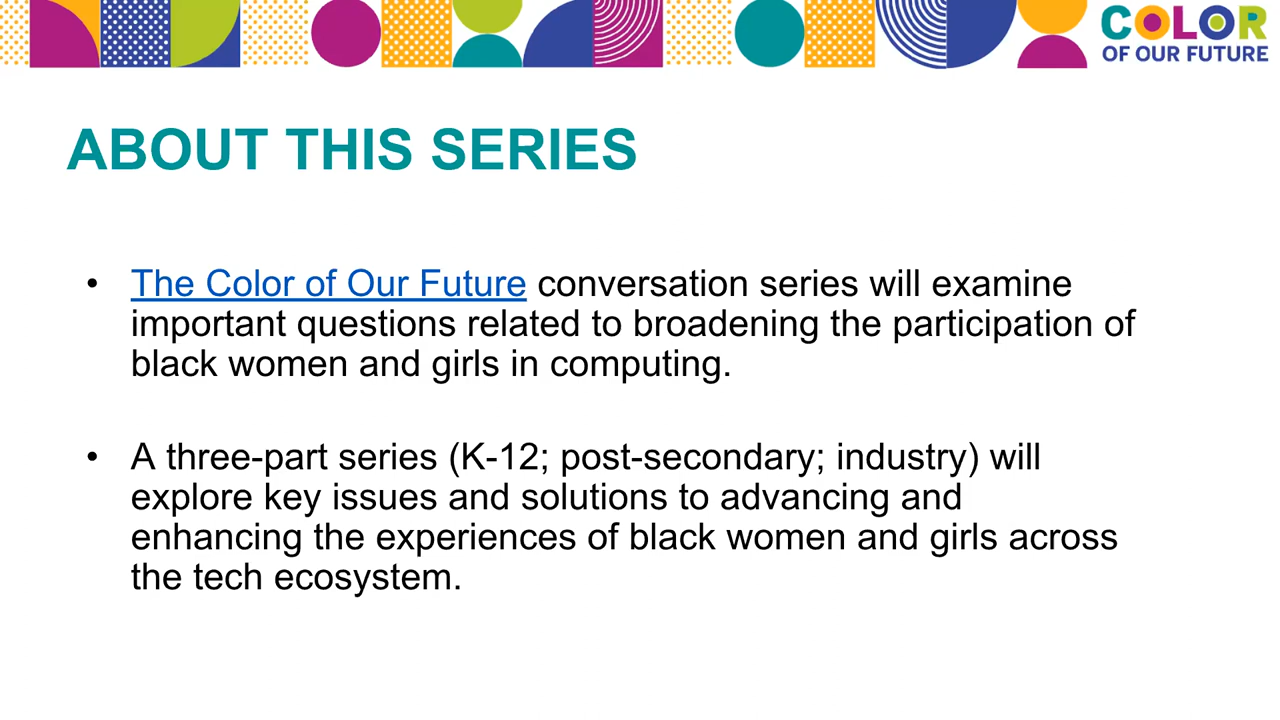 COLOR
OF OUR FUTURE
ABOUT THIS SERIES
• The Color of Our Future conversation series will examine
important questions related to broadening the participation of
black women and girls in computing.
• A three-part series (K-12; post-secondary; industry) will
explore key issues and solutions to advancing and
enhancing the experiences of black women and girls across
the tech ecosystem.